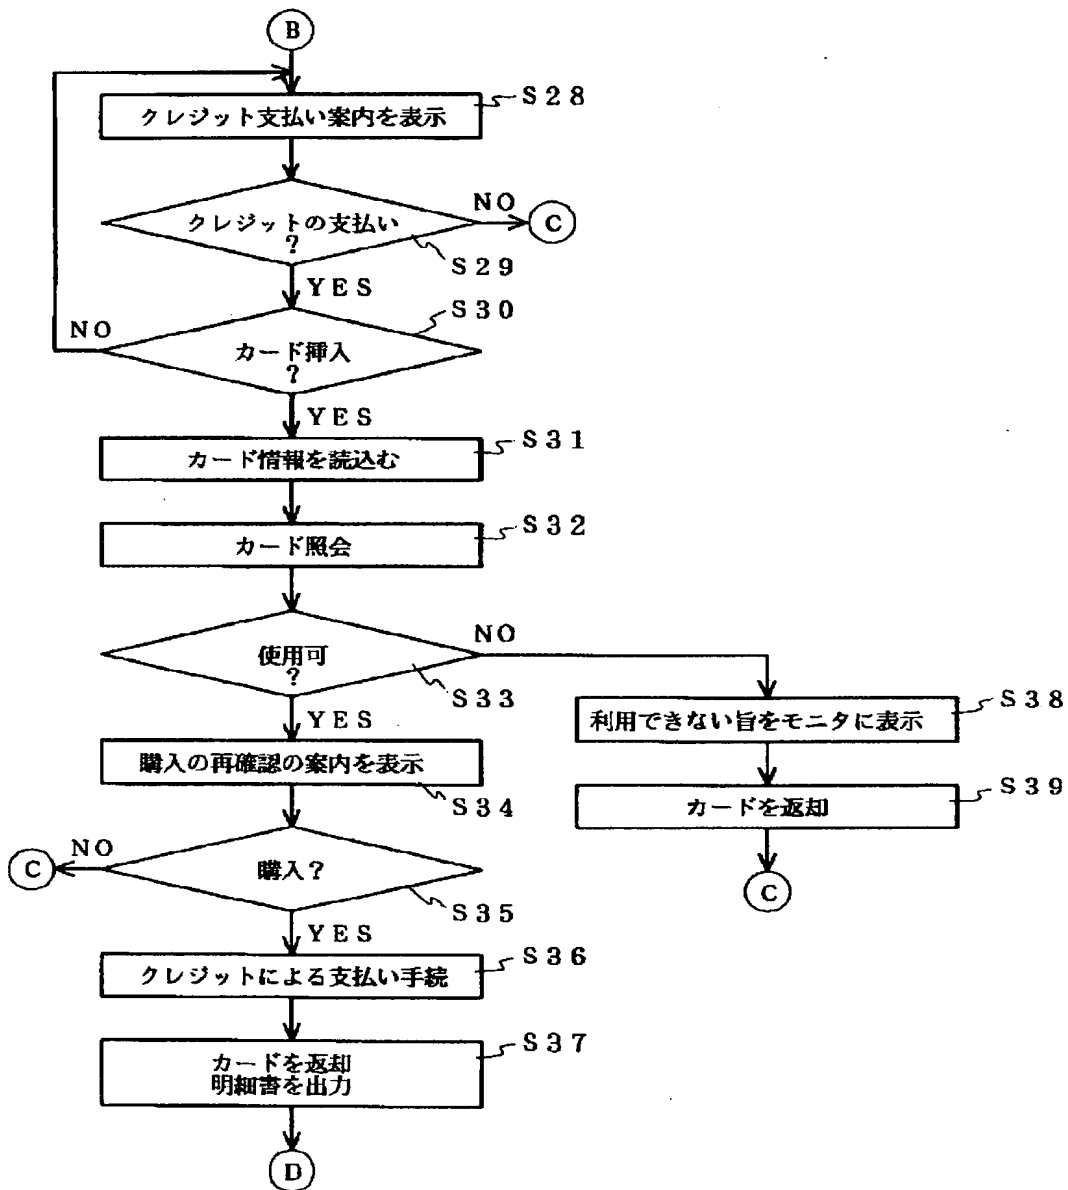 B
クレジット支払い案内を表示
S28
クレジットの支払い
?
NO
C
S29
YES
S30
NO
カード挿入
?
YES
S31
カード情報を読込む
S32
カード照会
使用可
?
NO
S33
YES
S38
利用できない旨をモニタに表示
購入の再確認の案内を表示
S34
S39
カードを返却
C
NO
C
購入?
S35
YES
S36
クレジットによる支払い手続
S37
カードを返却
明細書を出力
D